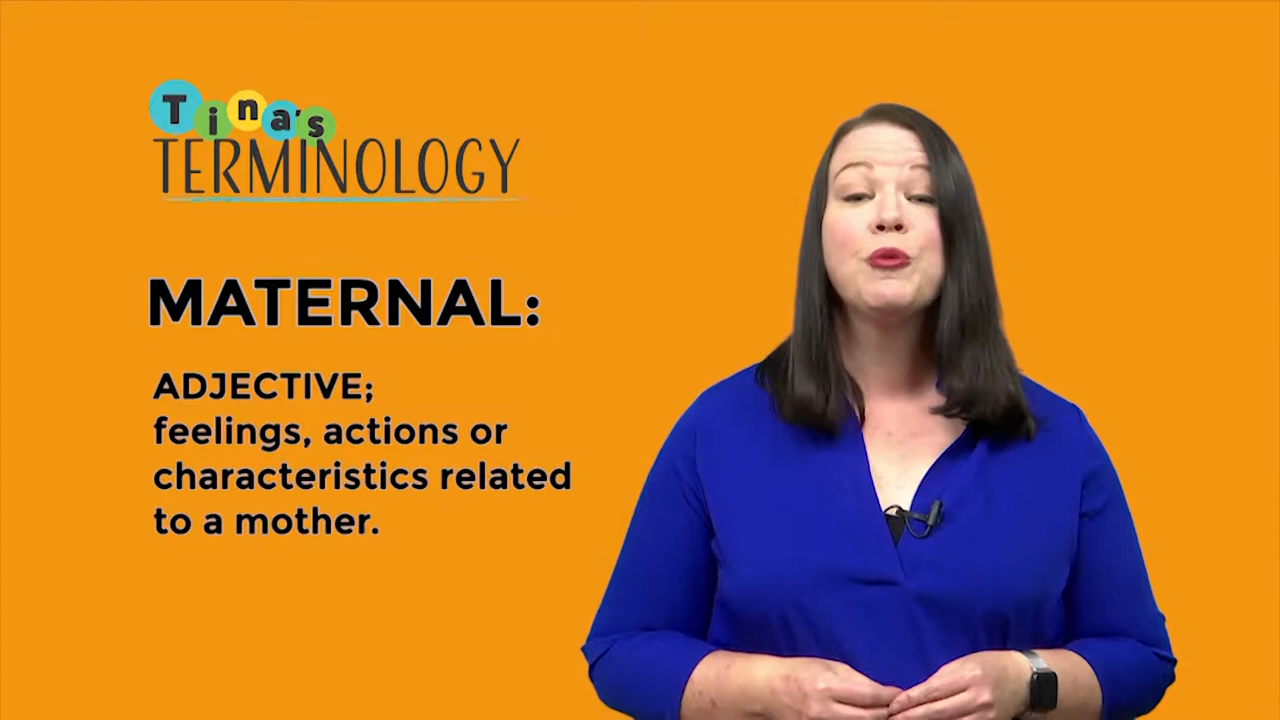 Tina's
TERMINOLOGY
MATERNAL:
ADJECTIVE;
feelings, actions or
characteristics related
to a mother.